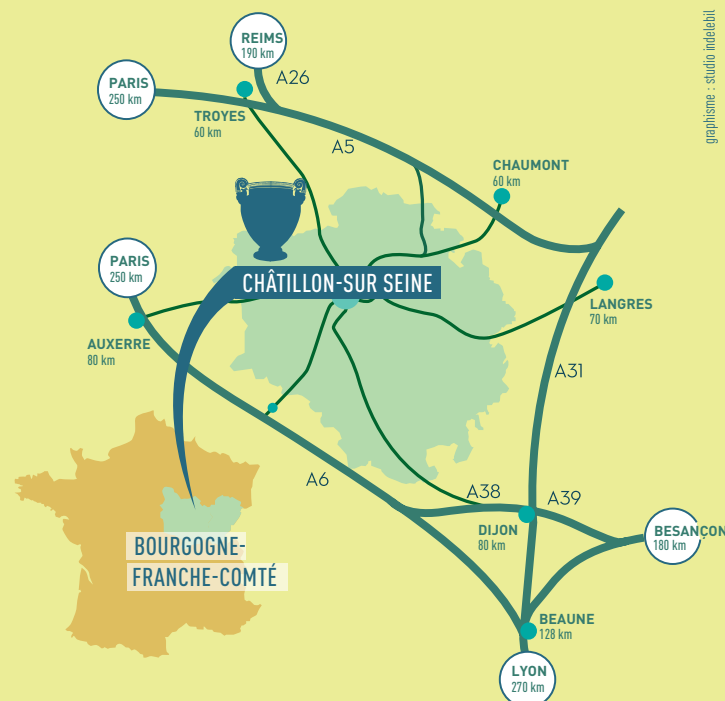 REIMS
190 km
A26
PARIS
250 km
TROYES
60 km
A5
CHAUMONT
60 km
PARIS
250 km
CHÂTILLON-SUR SEINE
LANGRES
70 km
AUXERRE
80 km
A31
A6
A38
A39
DIJON
80 km
BESANÇON
180 km
BOURGOGNE-
FRANCHE-COMTÉ
BEAUNE
128 km
LYON
270 km
graphisme : studio indelebil